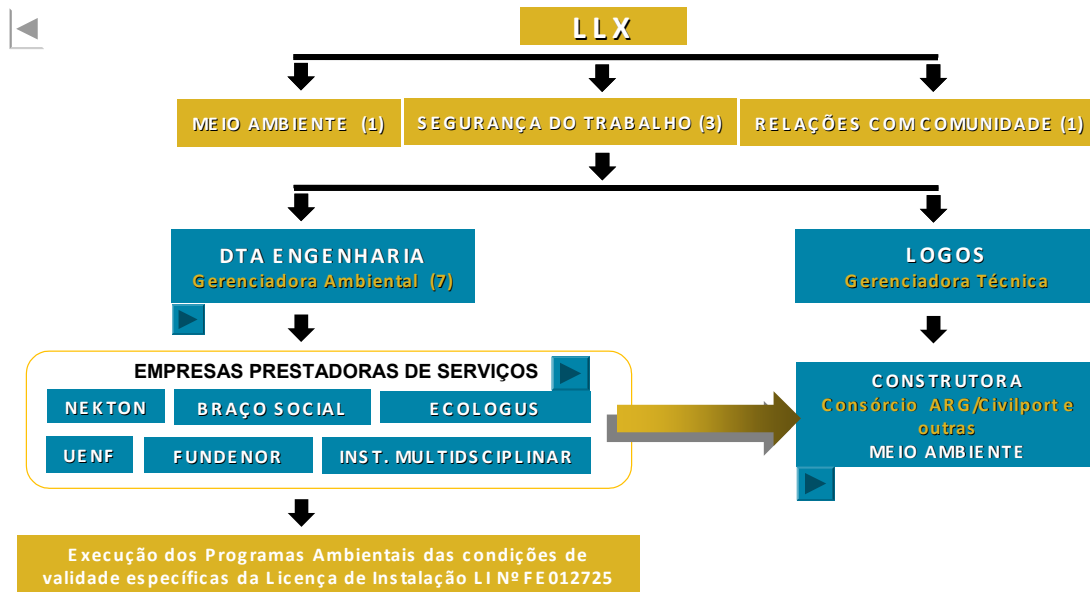 LLX
MEIO AMBIENTE (1)
SEGURANÇA DO TRABALHO (3)
RELAÇÕES COM COMUNIDADE (1)
DTA ENGENHARIA
Gerenciadora Ambiental (7)
LOGOS
Gerenciadora Técnica
EMPRESAS PRESTADORAS DE SERVIÇOS
NEKTON
BRAÇO SOCIAL
ECOLOGUS
UENF
FUNDENOR
INST. MULTIDSCIPLINAR
CONSTRUTORA
Consórcio ARG/Civilport e
outras
MEIO AMBIENTE
Execução dos Programas Ambientais das condições de
validade específicas da Licença de Instalação LI Nº FE012725